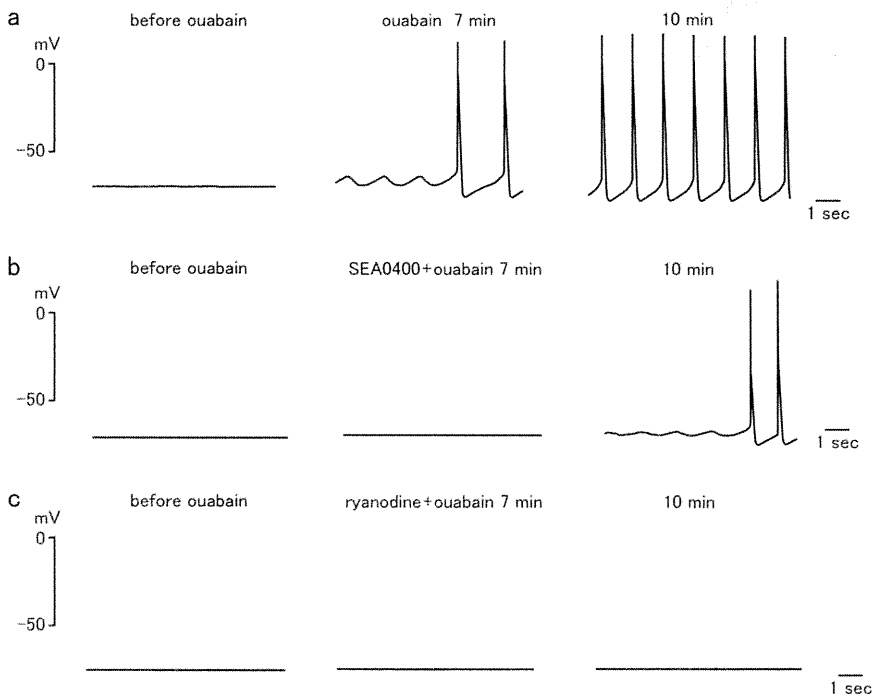 a
before ouabain
ouabain 7 min
10 min
mV
0
−50
1 sec
b
before ouabain
SEA0400+ouabain 7 min
10 min
mV
0
−50
1 sec
c
before ouabain
ryanodine+ouabain 7 min
10 min
mV
0
−50
1 sec